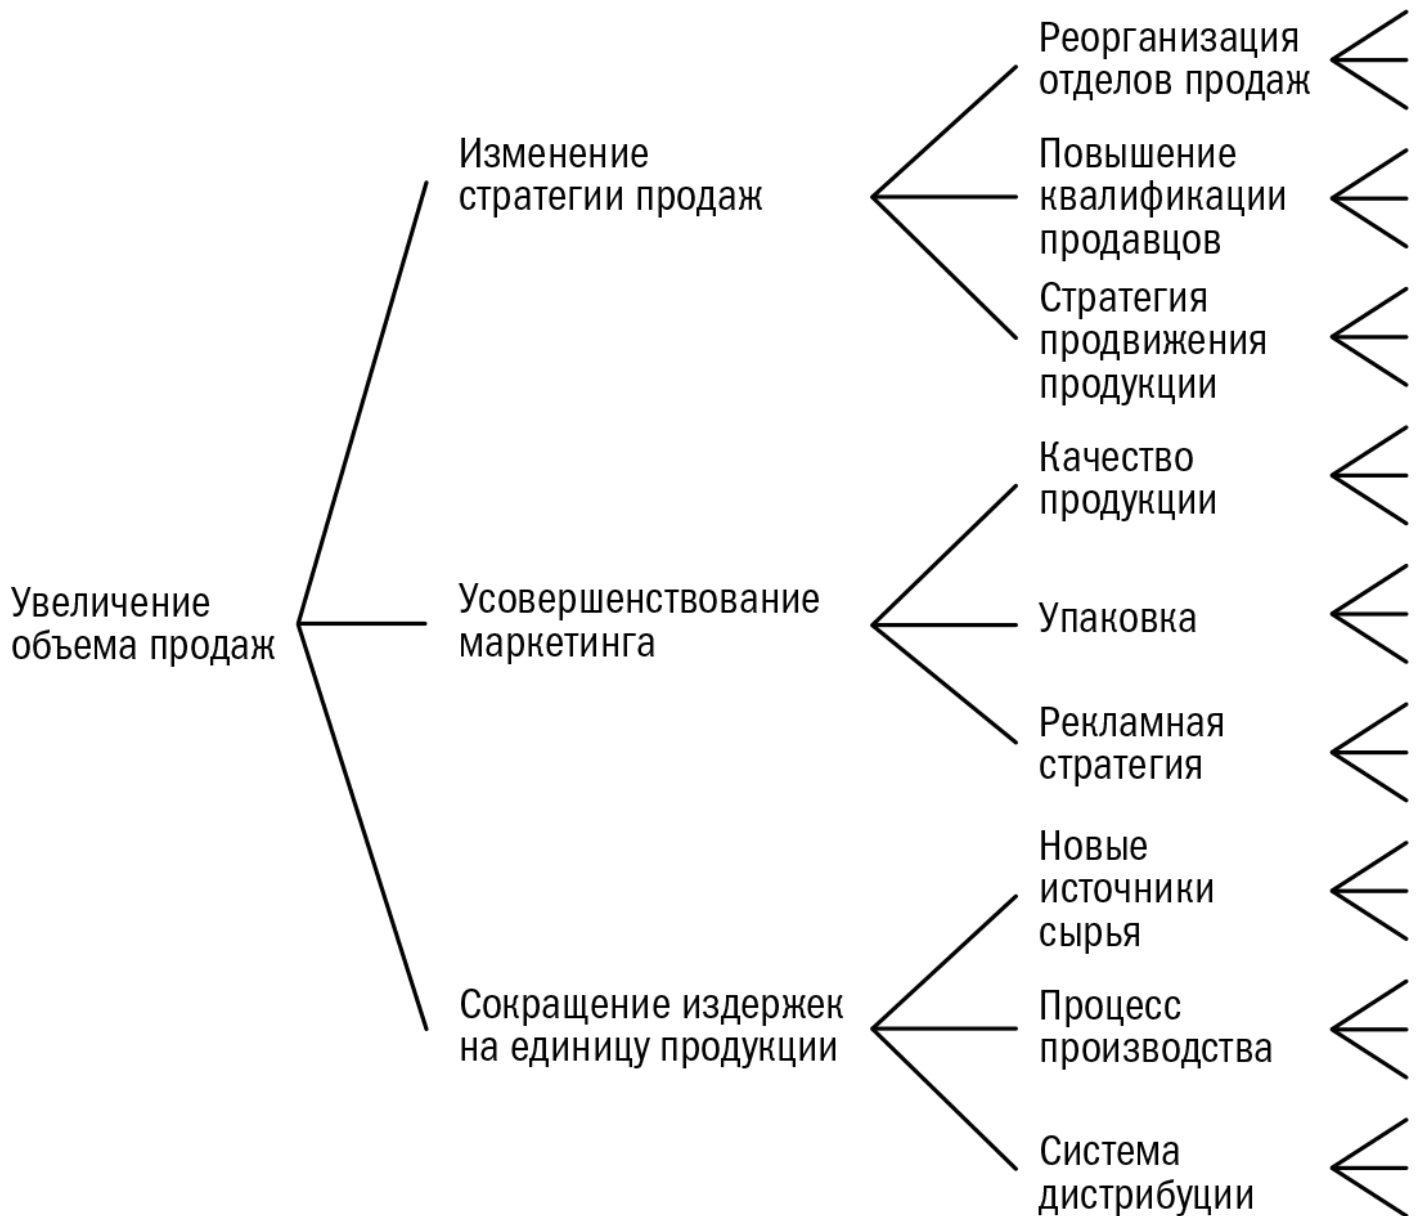 Увеличение
объема продаж
Изменение
стратегии продаж
Реорганизация
отделов продаж
Повышение
квалификации
продавцов
Стратегия
продвижения
продукции
Усовершенствование
маркетинга
Качество
продукции
Упаковка
Рекламная
стратегия
Сокращение издержек
на единицу продукции
Новые
источники
сырья
Процесс
производства
Система
дистрибуции